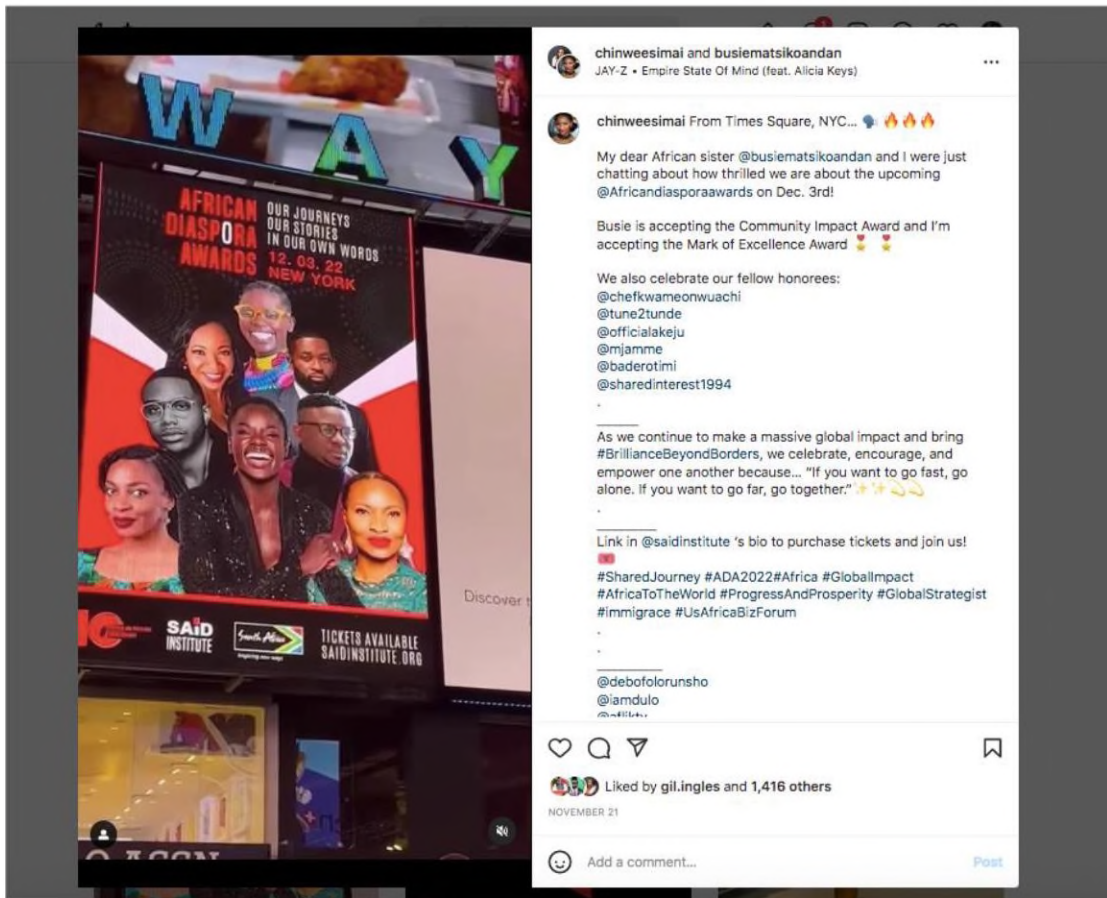 W A Y
AFRICAN
DIASPORA
AWARDS
OUR JOURNEYS
OUR STORIES
IN OUR OWN WORDS
12. 03. 22
NEW YORK
SAID
INSTITUTE
South Africa
Inspiring new ways
TICKETS AVAILABLE
SAIDINSTITUTE.ORG
Discover
chinweesimai and busiematsikoandan
JAY-Z • Empire State Of Mind (feat. Alicia Keys)
chinweesimai From Times Square, NYC... 🗣️ 🔥🔥🔥
My dear African sister @busiematsikoandan and I were just
chatting about how thrilled we are about the upcoming
@Africandiasporaawards on Dec. 3rd!
Busie is accepting the Community Impact Award and I'm
accepting the Mark of Excellence Award 🎖️ 🎖️
We also celebrate our fellow honorees:
@chefkwameonwuachi
@tune2tunde
@officialakeju
@mjamme
@baderotimi
@sharedinterest1994
.
______
As we continue to make a massive global impact and bring
#BrillianceBeyondBorders, we celebrate, encourage, and
empower one another because... “If you want to go fast, go
alone. If you want to go far, go together.”✨✨💫💫
.
_________
Link in @saidinstitute 's bio to purchase tickets and join us!
🎟️
#SharedJourney #ADA2022#Africa #GlobalImpact
#AfricaToTheWorld #ProgressAndProsperity #GlobalStrategist
#immigrace #UsAfricaBizForum
.
.
__________
@debofolorunsho
@iamdulo
@afliktv
Liked by gil.ingles and 1,416 others
NOVEMBER 21
Add a comment...
Post